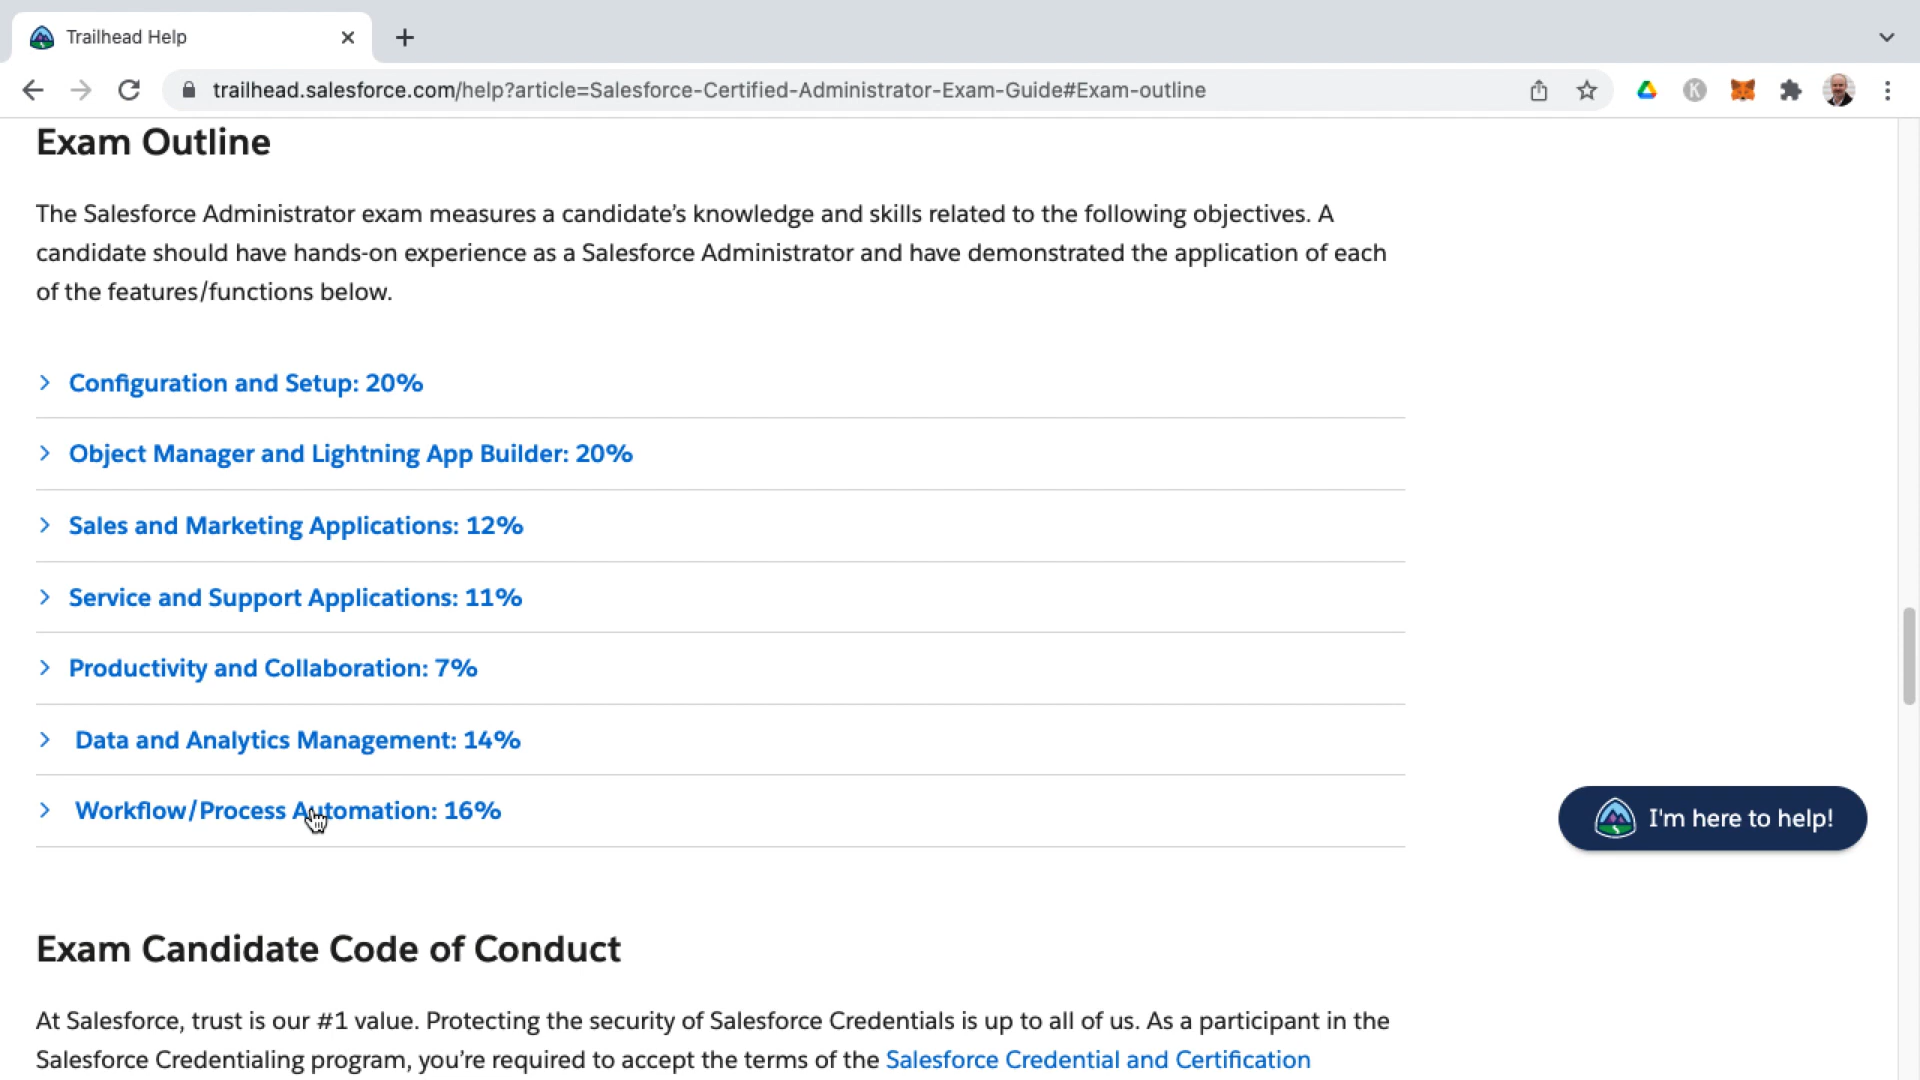 Trailhead Help
trailhead.salesforce.com/help?article=Salesforce-Certified-Administrator-Exam-Guide#Exam-outline
K
Exam Outline
The Salesforce Administrator exam measures a candidate’s knowledge and skills related to the following objectives. A
candidate should have hands-on experience as a Salesforce Administrator and have demonstrated the application of each
of the features/functions below.
Configuration and Setup: 20%
Object Manager and Lightning App Builder: 20%
Sales and Marketing Applications: 12%
Service and Support Applications: 11%
Productivity and Collaboration: 7%
Data and Analytics Management: 14%
Workflow/Process Automation: 16%
I'm here to help!
Exam Candidate Code of Conduct
At Salesforce, trust is our #1 value. Protecting the security of Salesforce Credentials is up to all of us. As a participant in the
Salesforce Credentialing program, you’re required to accept the terms of the Salesforce Credential and Certification